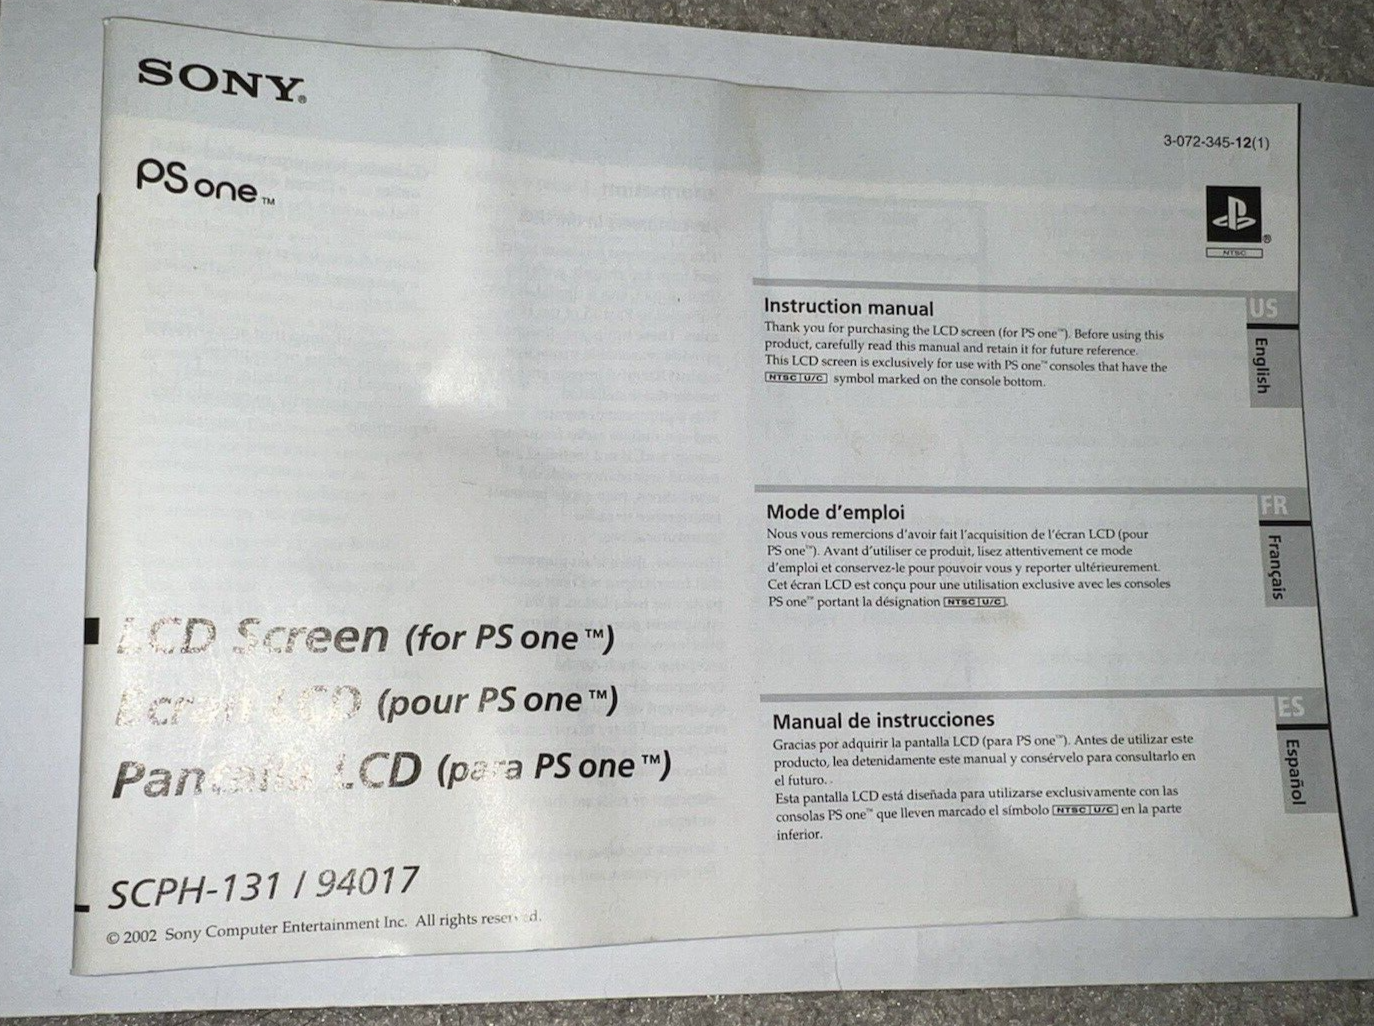 SONY®
PS one™
3-072-345-12(1)
®
NTSC
Instruction manual
US
English
Thank you for purchasing the LCD screen (for PS one™). Before using this
product, carefully read this manual and retain it for future reference.
This LCD screen is exclusively for use with PS one™ consoles that have the
NTSC U/C symbol marked on the console bottom.
Mode d'emploi
FR
Français
Nous vous remercions d'avoir fait l'acquisition de l'écran LCD (pour
PS one™). Avant d'utiliser ce produit, lisez attentivement ce mode
d'emploi et conservez-le pour pouvoir vous y reporter ultérieurement.
Cet écran LCD est conçu pour une utilisation exclusive avec les consoles
PS one™ portant la désignation NTSC U/C.
LCD Screen (for PS one™)
Écran LCD (pour PS one™)
Pantalla LCD (para PS one™)
Manual de instrucciones
ES
Español
Gracias por adquirir la pantalla LCD (para PS one™). Antes de utilizar este
producto, lea detenidamente este manual y consérvelo para consultarlo en
el futuro.
Esta pantalla LCD está diseñada para utilizarse exclusivamente con las
consolas PS one™ que lleven marcado el símbolo NTSC U/C en la parte
inferior.
SCPH-131 / 94017
© 2002 Sony Computer Entertainment Inc. All rights reserved.